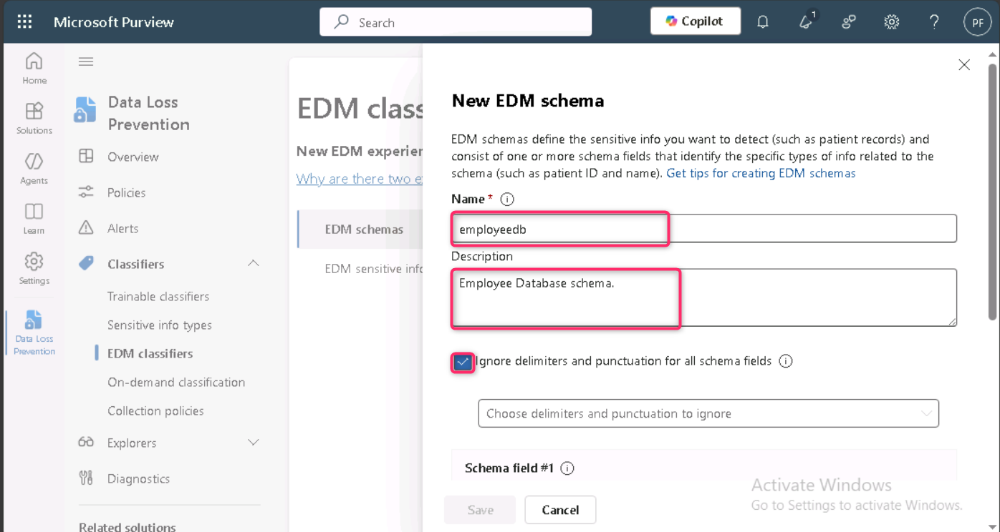 Microsoft Purview
Search
Copilot
1
PF
Home
Solutions
Agents
Learn
Settings
Data Loss
Prevention
Data Loss
Prevention
Overview
Policies
Alerts
Classifiers
Trainable classifiers
Sensitive info types
EDM classifiers
On-demand classification
Collection policies
Explorers
Diagnostics
Related solutions
EDM class
New EDM experien
Why are there two e
EDM schemas
EDM sensitive info
New EDM schema
EDM schemas define the sensitive info you want to detect (such as patient records) and
consist of one or more schema fields that identify the specific types of info related to the
schema (such as patient ID and name). Get tips for creating EDM schemas
Name *
employeedb
Description
Employee Database schema.
Ignore delimiters and punctuation for all schema fields
Choose delimiters and punctuation to ignore
Schema field #1
Save
Cancel
Activate Windows
Go to Settings to activate Windows.